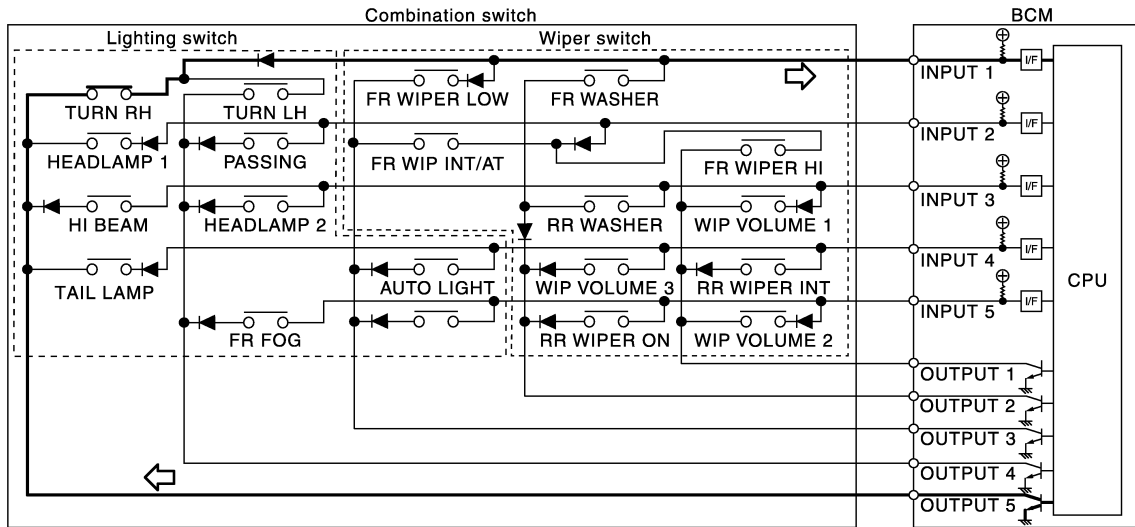 Combination switch
BCM
Lighting switch
Wiper switch
INPUT 1
I/F
TURN RH
TURN LH
FR WIPER LOW
FR WASHER
INPUT 2
I/F
HEADLAMP 1
PASSING
FR WIP INT/AT
FR WIPER HI
INPUT 3
I/F
HI BEAM
HEADLAMP 2
RR WASHER
WIP VOLUME 1
INPUT 4
I/F
CPU
TAIL LAMP
AUTO LIGHT
WIP VOLUME 3
RR WIPER INT
INPUT 5
I/F
FR FOG
RR WIPER ON
WIP VOLUME 2
OUTPUT 1
OUTPUT 2
OUTPUT 3
OUTPUT 4
OUTPUT 5